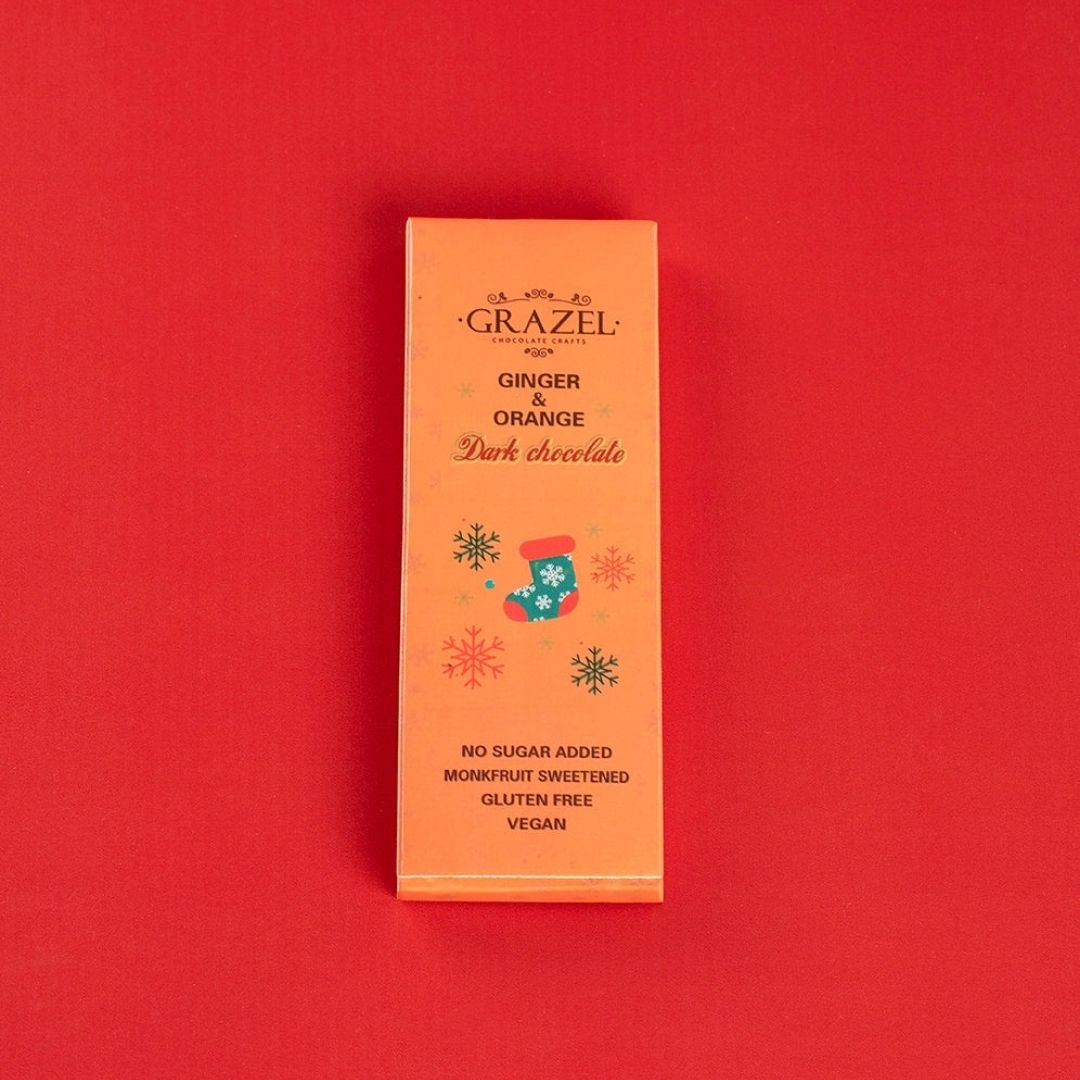 ·GRAZEL·
CHOCOLATE CRAFTS
GINGER
&
ORANGE
Dark chocolate
NO SUGAR ADDED
MONKFRUIT SWEETENED
GLUTEN FREE
VEGAN